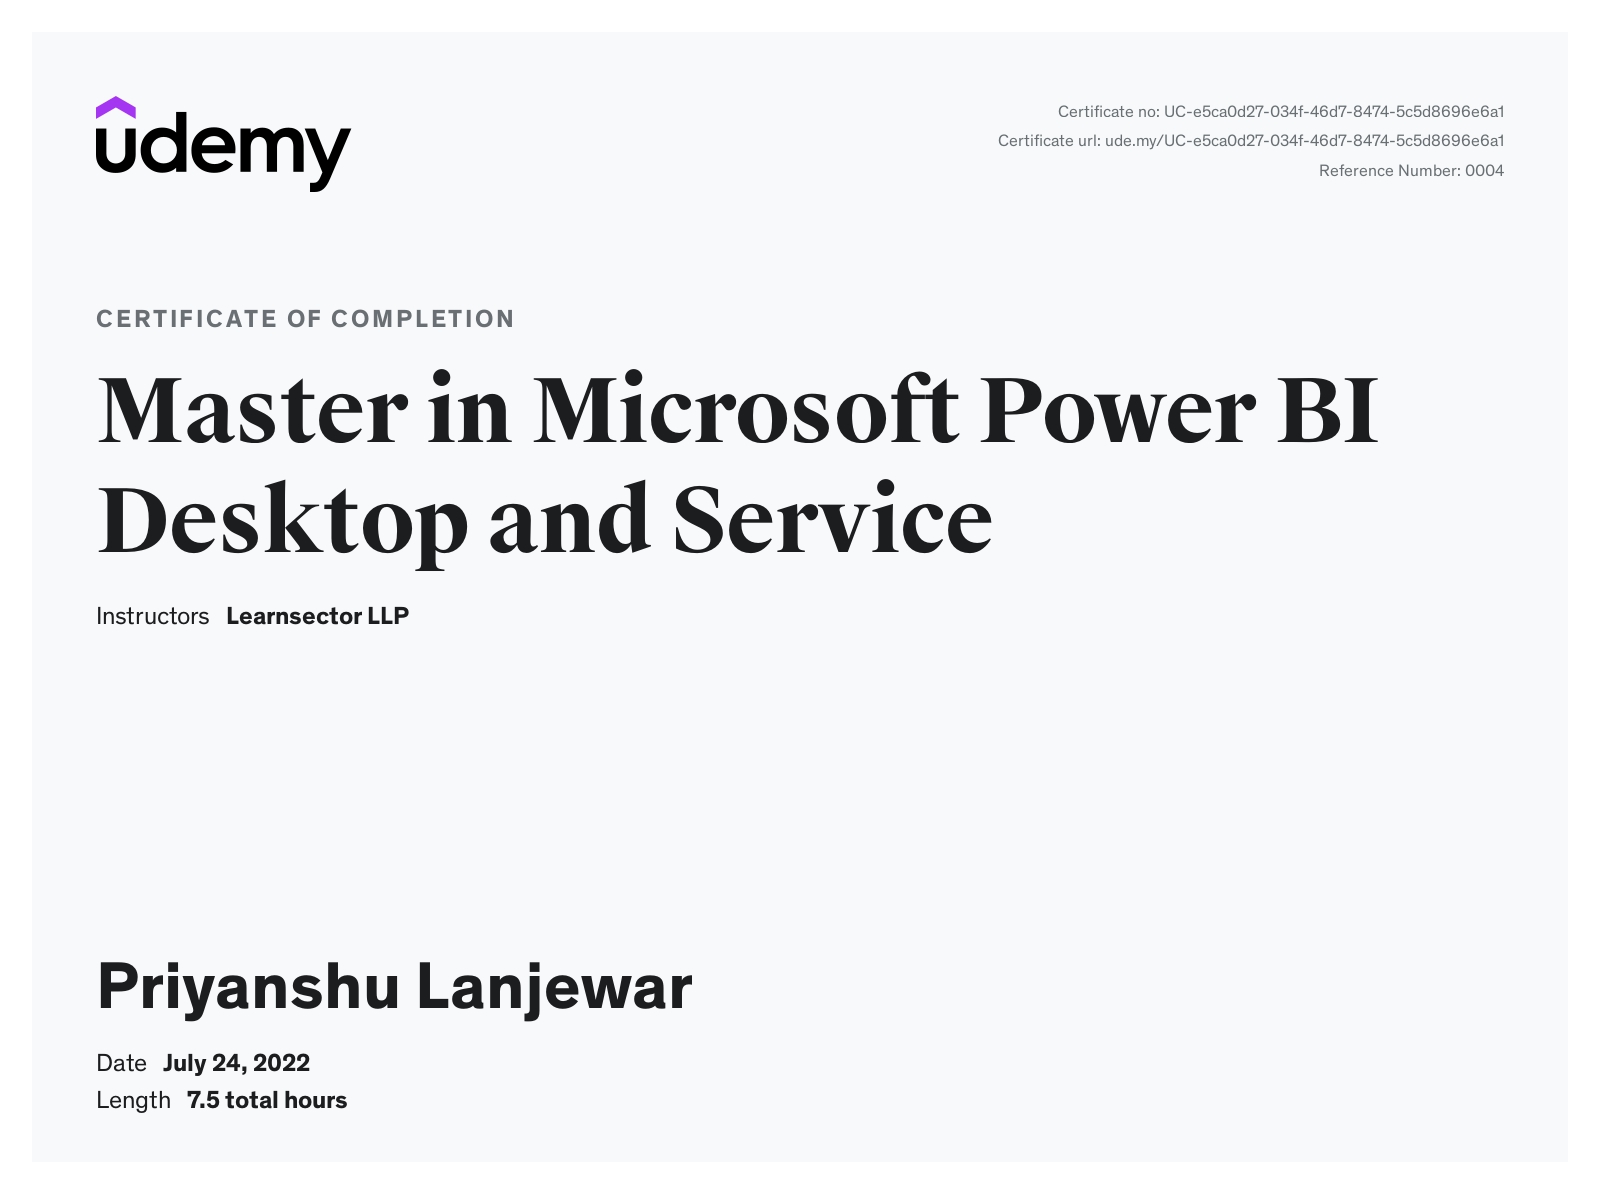 udemy
Certificate no: UC-e5ca0d27-034f-46d7-8474-5c5d8696e6a1
Certificate url: ude.my/UC-e5ca0d27-034f-46d7-8474-5c5d8696e6a1
Reference Number: 0004
CERTIFICATE OF COMPLETION
Master in Microsoft Power BI
Desktop and Service
Instructors Learnsector LLP
Priyanshu Lanjewar
Date July 24, 2022
Length 7.5 total hours